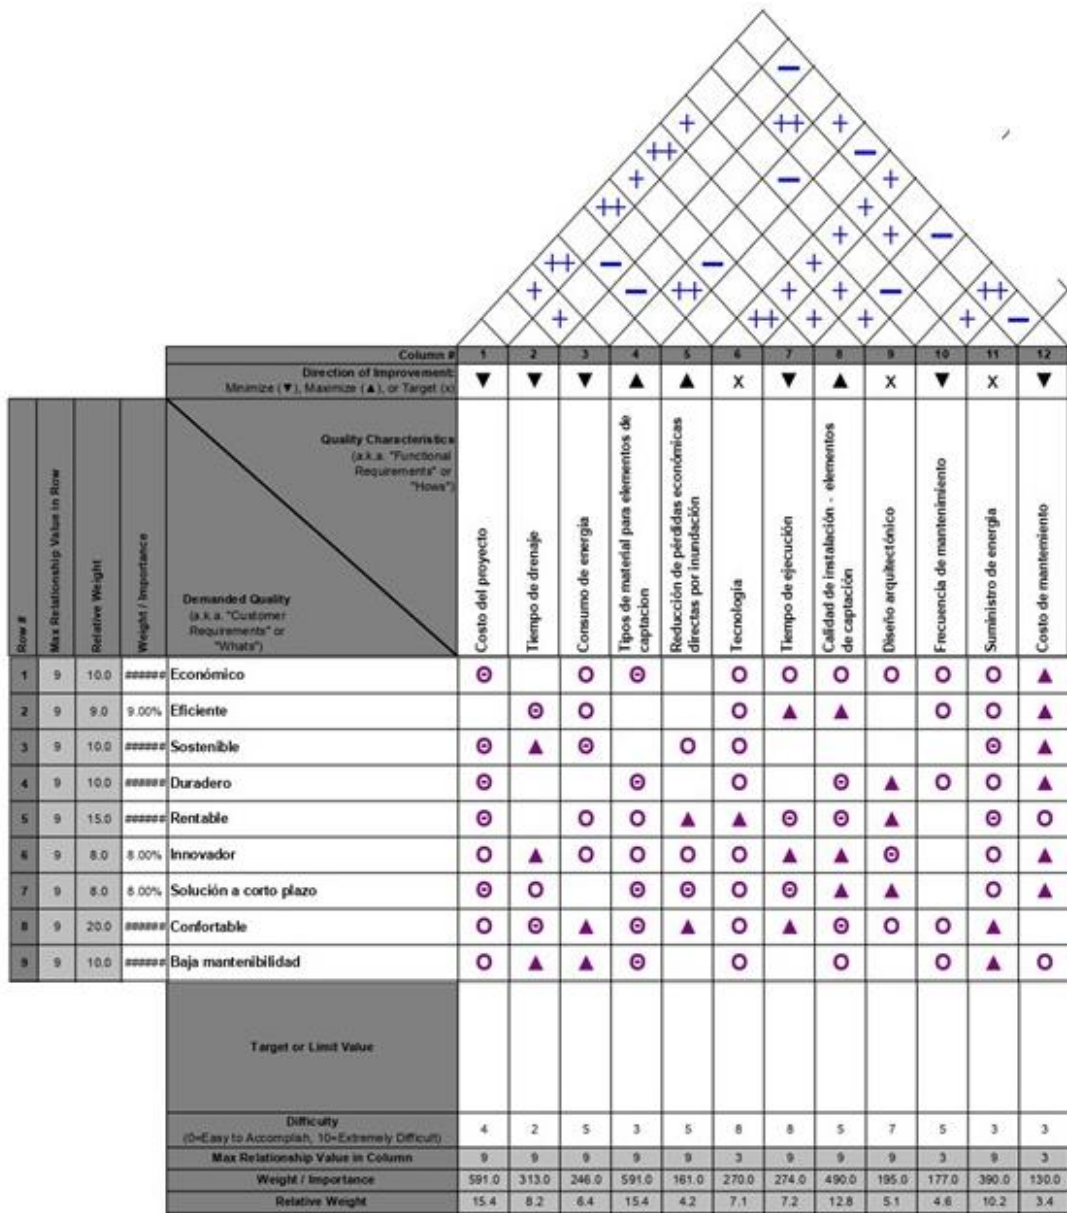 Column # 1 2 3 4 5 6 7 8 9 10 11 12
Direction of Improvement:
Minimize (▼), Maximize (▲), or Target (x) ▼ ▼ ▼ ▲ ▲ x ▼ ▲ x ▼ x ▼
Row #
Max Relationship Value in Row
Relative Weight
Weight / Importance
Quality Characteristics
(a.k.a. "Functional
Requirements" or
"Hows")
Demanded Quality
(a.k.a. "Customer
Requirements" or
"Whats")
Costo del proyecto
Tiempo de drenaje
Consumo de energia
Tipos de material para elementos de
captacion
Reducción de pérdidas económicas
directas por inundación
Tecnología
Tiempo de ejecución
Calidad de instalación - elementos
de captación
Diseño arquitectónico
Frecuencia de mantenimiento
Suministro de energia
Costo de mantemiento
1 9 10.0 ###### Económico Θ Ο Θ Ο Ο Ο Ο Ο Ο ▲
2 9 9.0 9.00% Eficiente Θ Ο Ο ▲ ▲ Ο Ο ▲
3 9 10.0 ###### Sostenible Θ ▲ Θ Ο Ο Θ ▲
4 9 10.0 ###### Duradero Θ Θ Ο Θ ▲ Ο Ο ▲
5 9 15.0 ###### Rentable Θ Ο Ο ▲ ▲ Θ Θ ▲ Θ Ο
6 9 8.0 8.00% Innovador Ο ▲ Ο Ο Ο Ο ▲ ▲ Θ Ο ▲
7 9 8.0 8.00% Solución a corto plazo Θ Ο Θ Θ Ο Θ ▲ ▲ Ο ▲
8 9 20.0 ###### Confortable Ο Θ ▲ Θ ▲ Ο ▲ Θ Ο Ο ▲
9 9 10.0 ###### Baja mantenibilidad Ο ▲ ▲ Θ Ο Ο Ο ▲ Ο
Target or Limit Value
Difficulty
(0=Easy to Accomplish, 10=Extremely Difficult) 4 2 5 3 5 8 8 5 7 5 3 3
Max Relationship Value in Column 9 9 9 9 9 3 9 9 9 3 9 3
Weight / Importance 591.0 313.0 246.0 591.0 161.0 270.0 274.0 490.0 195.0 177.0 390.0 130.0
Relative Weight 15.4 8.2 6.4 15.4 4.2 7.1 7.2 12.8 5.1 4.6 10.2 3.4